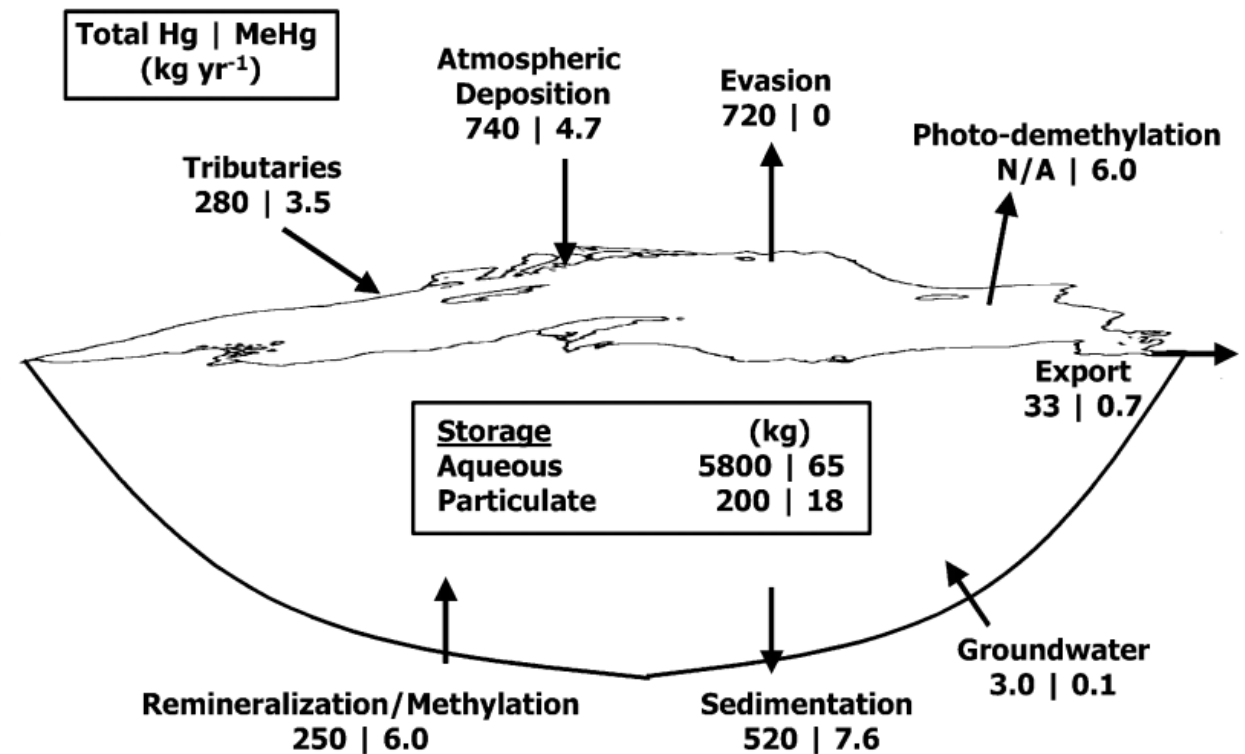 Total Hg | MeHg
(kg yr⁻¹)
Atmospheric
Deposition
740 | 4.7
Evasion
720 | 0
Photo-demethylation
N/A | 6.0
Tributaries
280 | 3.5
Export
33 | 0.7
Storage (kg)
Aqueous 5800 | 65
Particulate 200 | 18
Groundwater
3.0 | 0.1
Remineralization/Methylation
250 | 6.0
Sedimentation
520 | 7.6